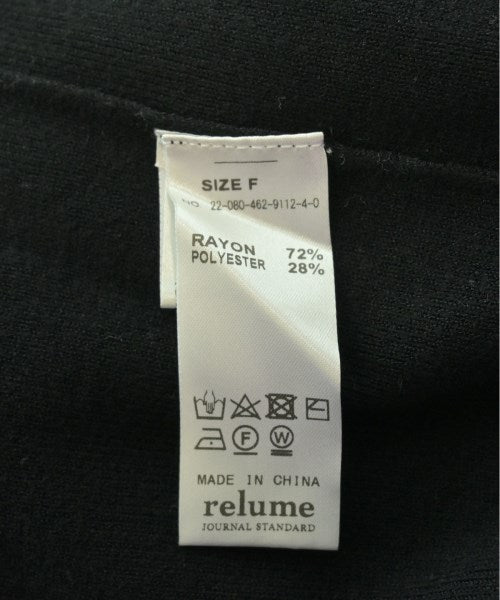 SIZE F
NO 22-080-462-9112-4-0
RAYON 72%
POLYESTER 28%
F W
MADE IN CHINA
relume
JOURNAL STANDARD